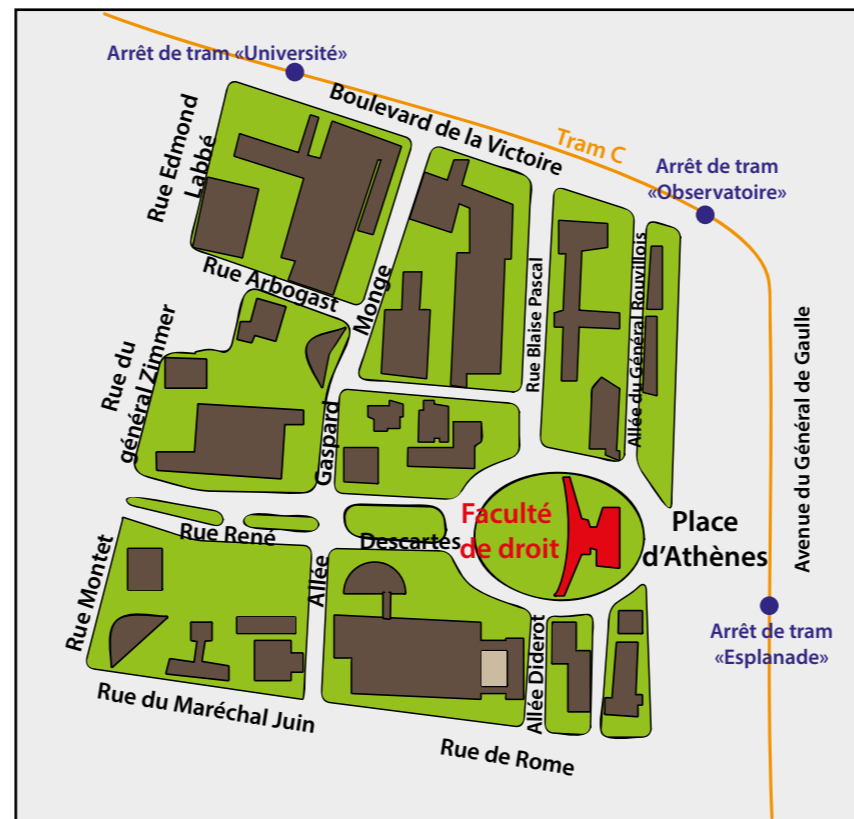 Arrêt de tram «Université»
Boulevard de la Victoire
Tram C
Arrêt de tram
«Observatoire»
Rue Edmond
Labbé
Rue Arbogast
Monge
Rue Blaise Pascal
Allée du Général Rouvillois
Avenue du Général de Gaulle
Rue du
général Zimmer
Gaspard
Faculté
de droit
Place
d'Athènes
Rue René
Descartes
Rue Montet
Allée
Allée Diderot
Arrêt de tram
«Esplanade»
Rue du Maréchal Juin
Rue de Rome